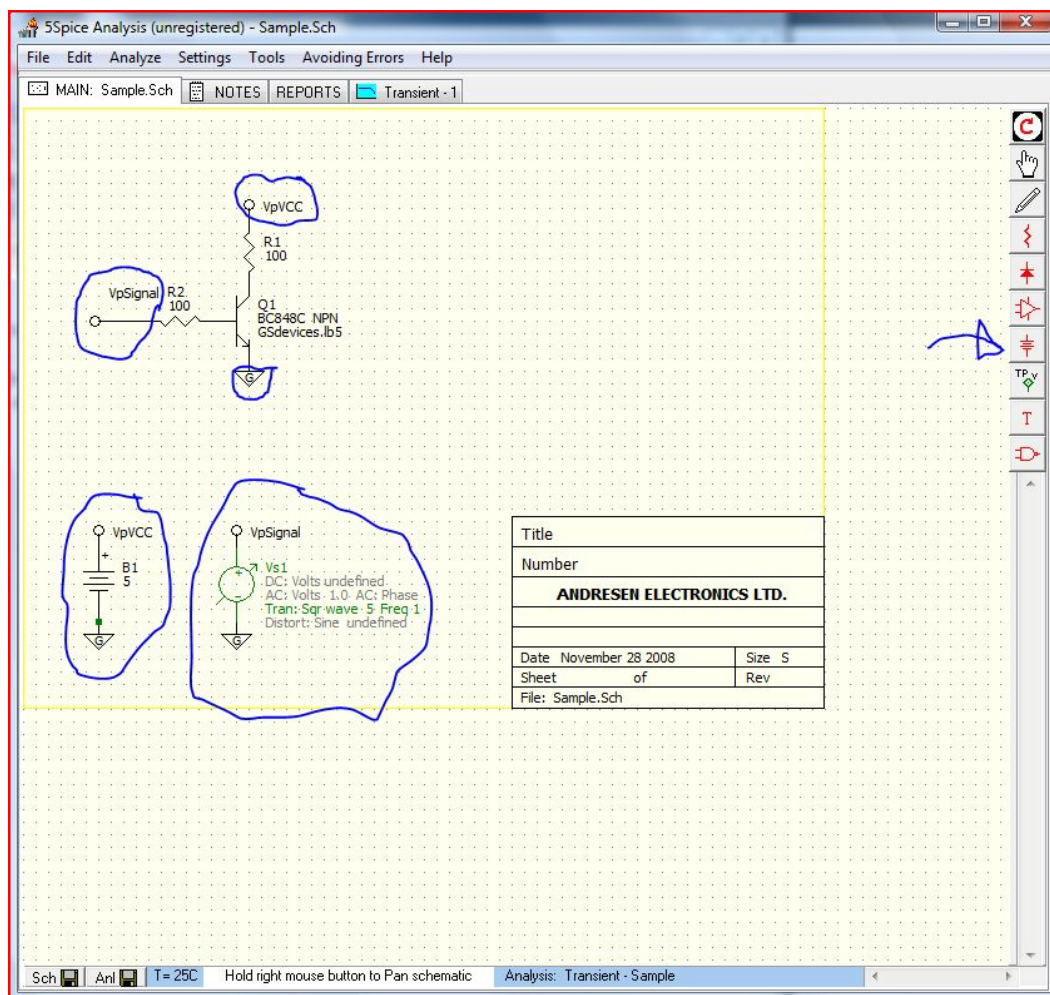 5Spice Analysis (unregistered) - Sample.Sch
File Edit Analyze Settings Tools Avoiding Errors Help
MAIN: Sample.Sch NOTES REPORTS Transient - 1
VpVCC
R1
100
VpSignal R2
100
Q1
BC848C NPN
GSdevices.lb5
G
TP V
T
VpVCC
+
B1
5
G
VpSignal
Vs1
DC: Volts undefined
AC: Volts 1.0 AC: Phase
Tran: Sqr wave 5 Freq 1
Distort: Sine undefined
G
Title
Number
ANDRESEN ELECTRONICS LTD.
Date November 28 2008 Size S
Sheet of Rev
File: Sample.Sch
Sch Anl T= 25C Hold right mouse button to Pan schematic Analysis: Transient - Sample